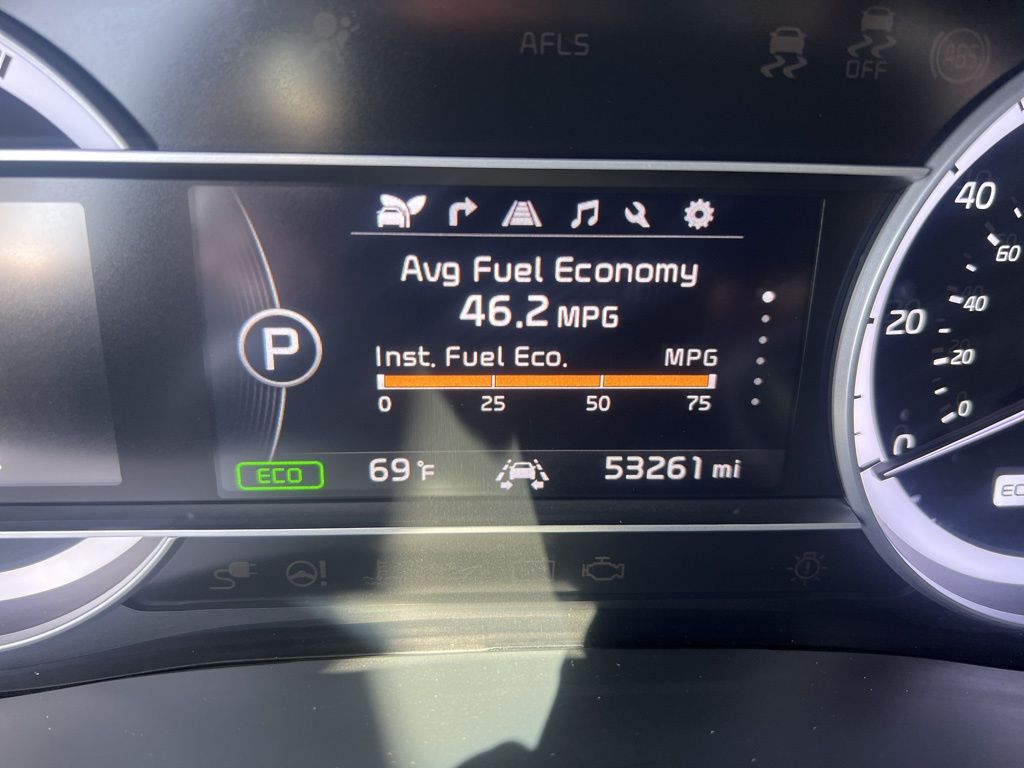 AFLS
OFF
ABS
Avg Fuel Economy
46.2 MPG
Inst. Fuel Eco. MPG
0 25 50 75
P
ECO 69°F 53261 mi
40
60
20
40
20
0
0